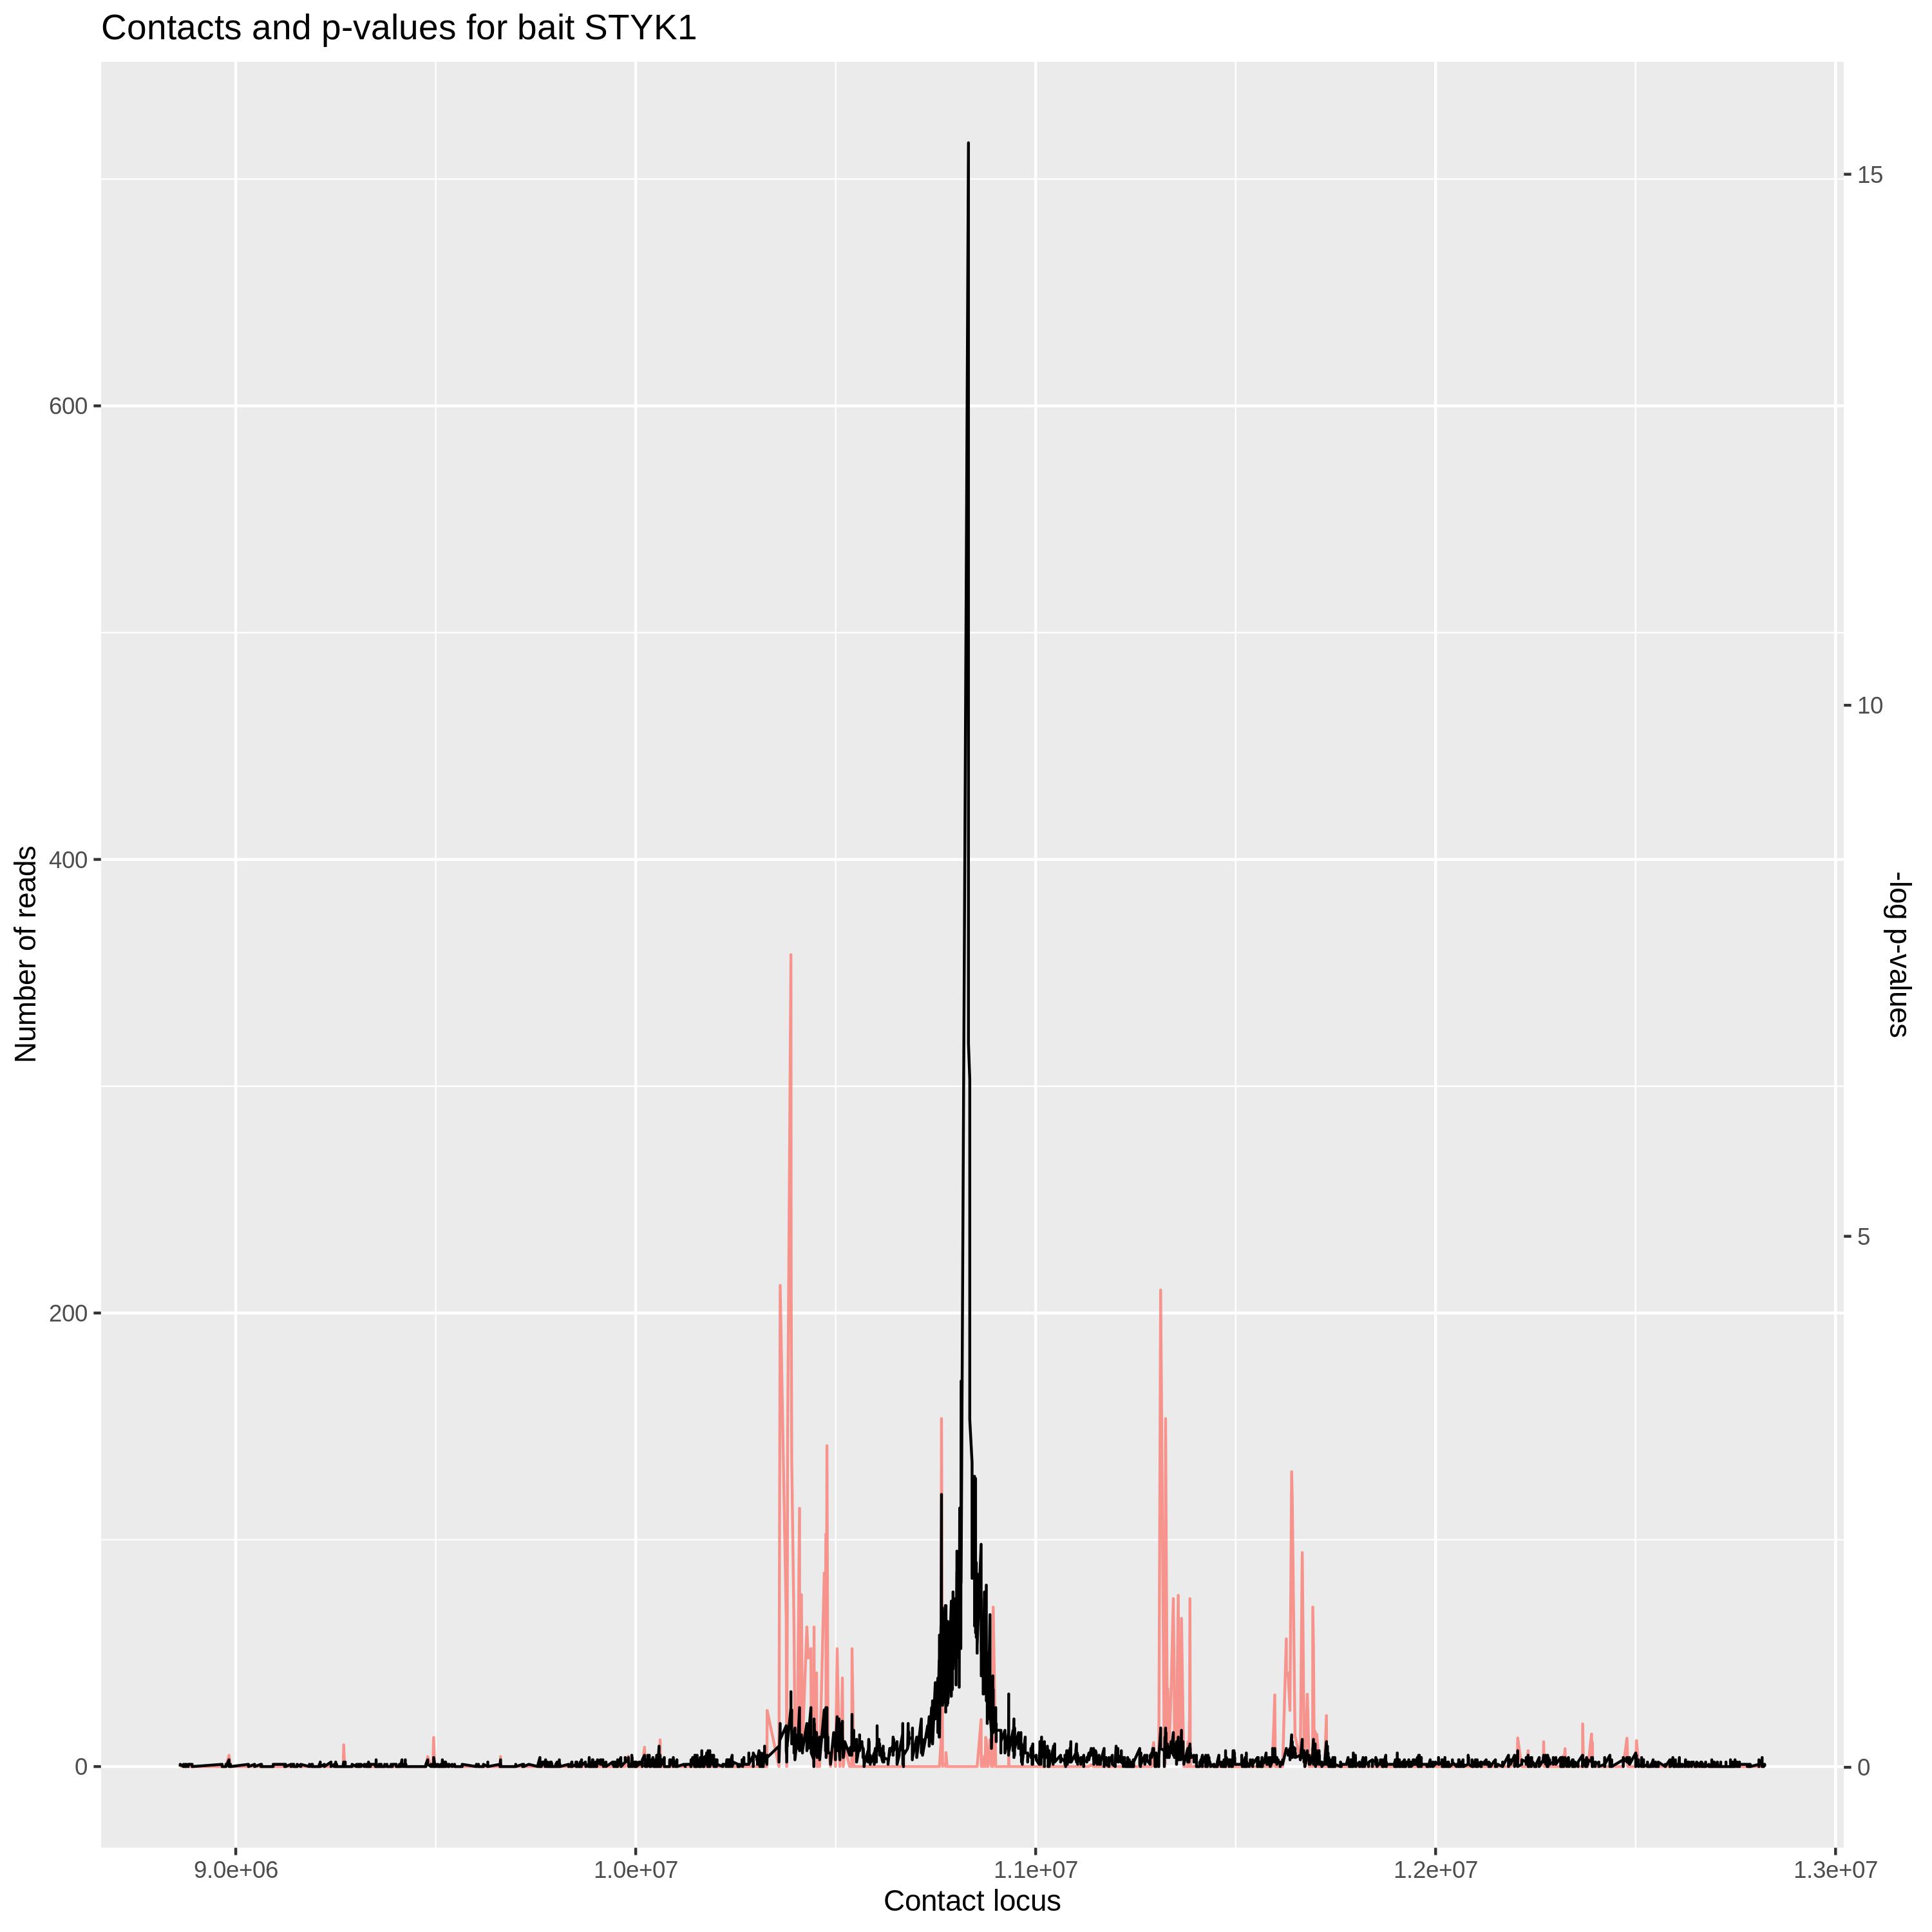 Contacts and p-values for bait STYK1
15
600
10
400
Number of reads
-log p-values
5
200
0
0
9.0e+06
1.0e+07
1.1e+07
1.2e+07
1.3e+07
Contact locus